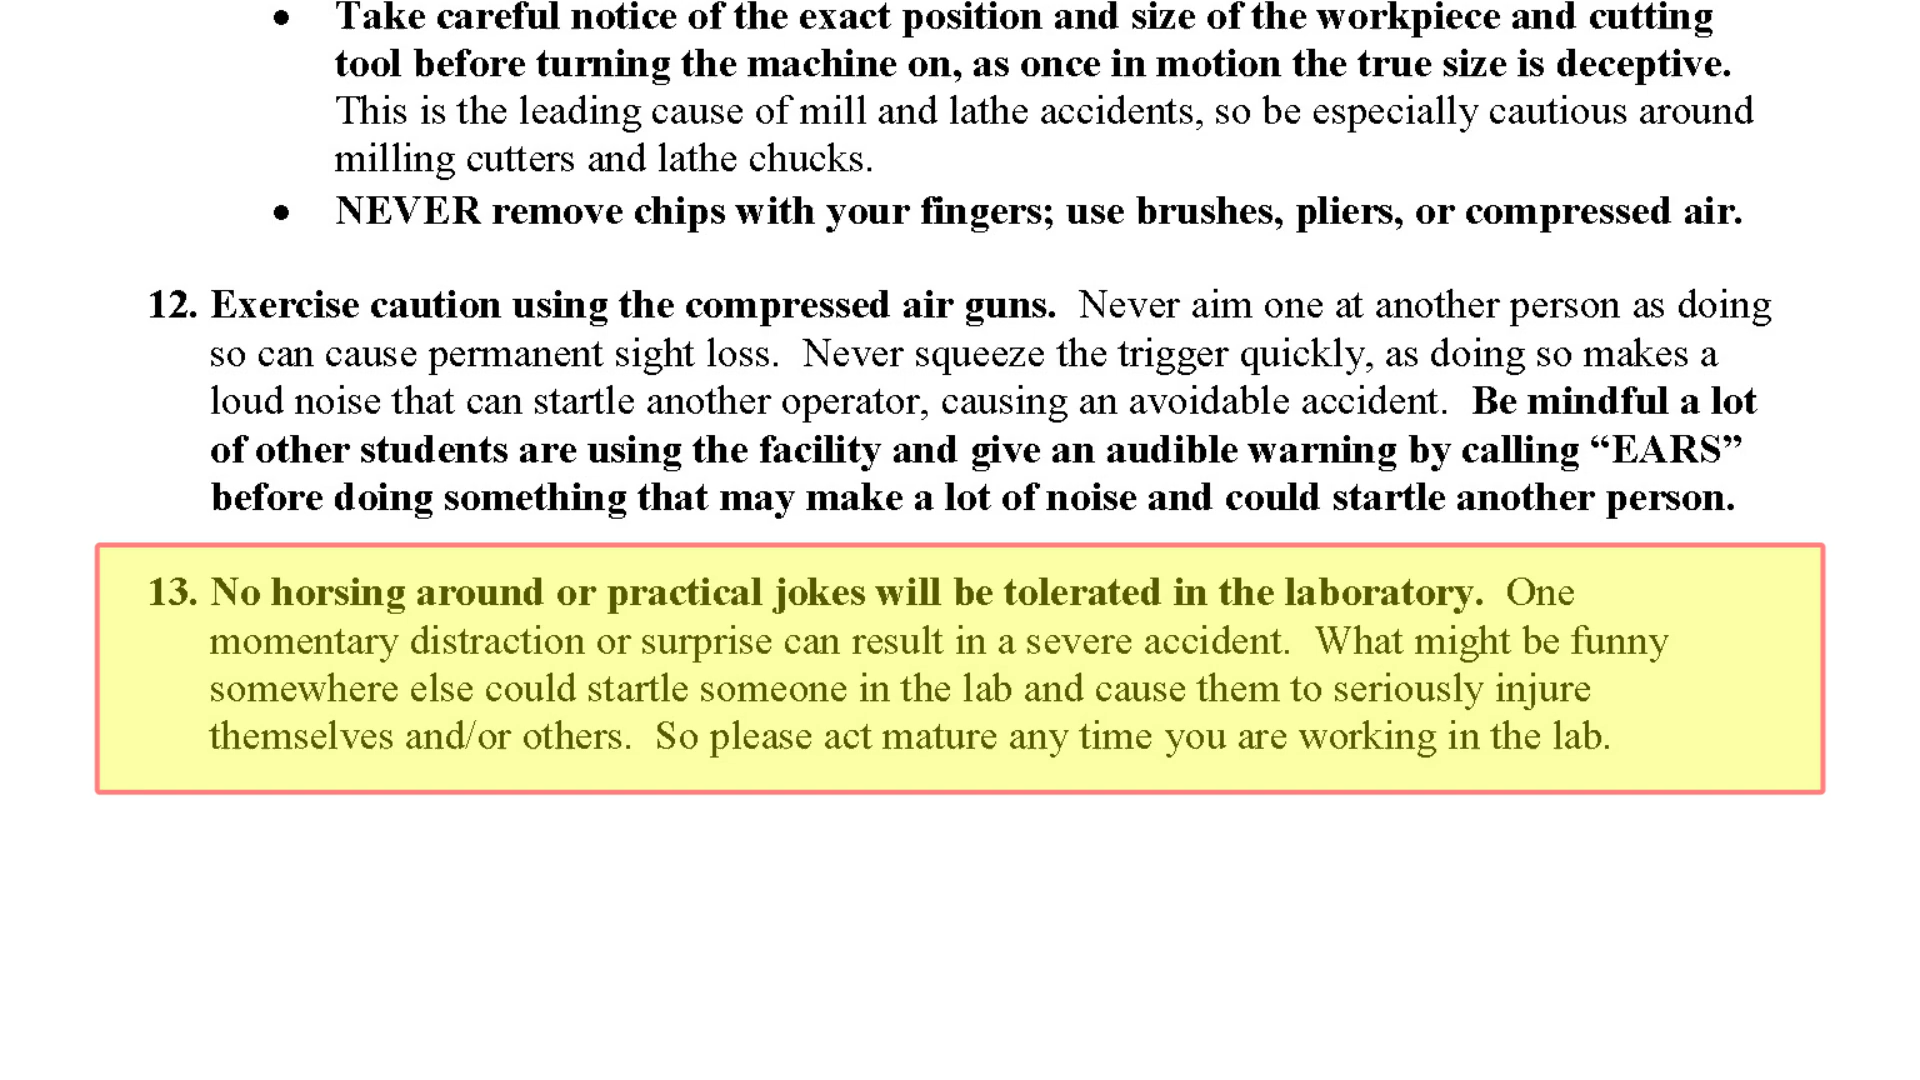 • Take careful notice of the exact position and size of the workpiece and cutting
tool before turning the machine on, as once in motion the true size is deceptive.
This is the leading cause of mill and lathe accidents, so be especially cautious around
milling cutters and lathe chucks.
• NEVER remove chips with your fingers; use brushes, pliers, or compressed air.
12. Exercise caution using the compressed air guns. Never aim one at another person as doing
so can cause permanent sight loss. Never squeeze the trigger quickly, as doing so makes a
loud noise that can startle another operator, causing an avoidable accident. Be mindful a lot
of other students are using the facility and give an audible warning by calling “EARS”
before doing something that may make a lot of noise and could startle another person.
13. No horsing around or practical jokes will be tolerated in the laboratory. One
momentary distraction or surprise can result in a severe accident. What might be funny
somewhere else could startle someone in the lab and cause them to seriously injure
themselves and/or others. So please act mature any time you are working in the lab.